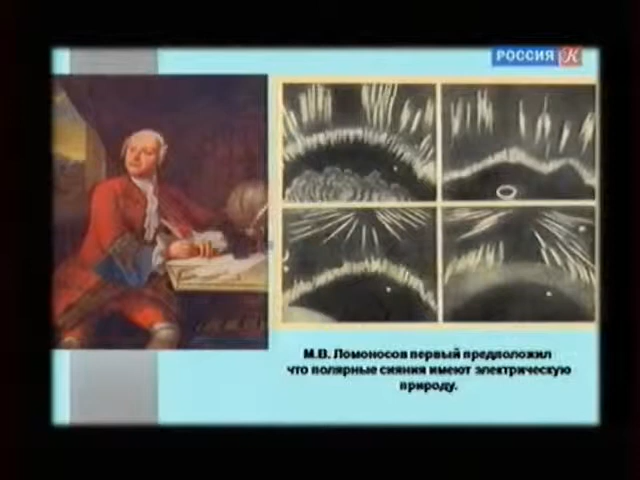 РОССИЯ К
М.В. Ломоносов первый предположил
что полярные сияния имеют электрическую
природу.